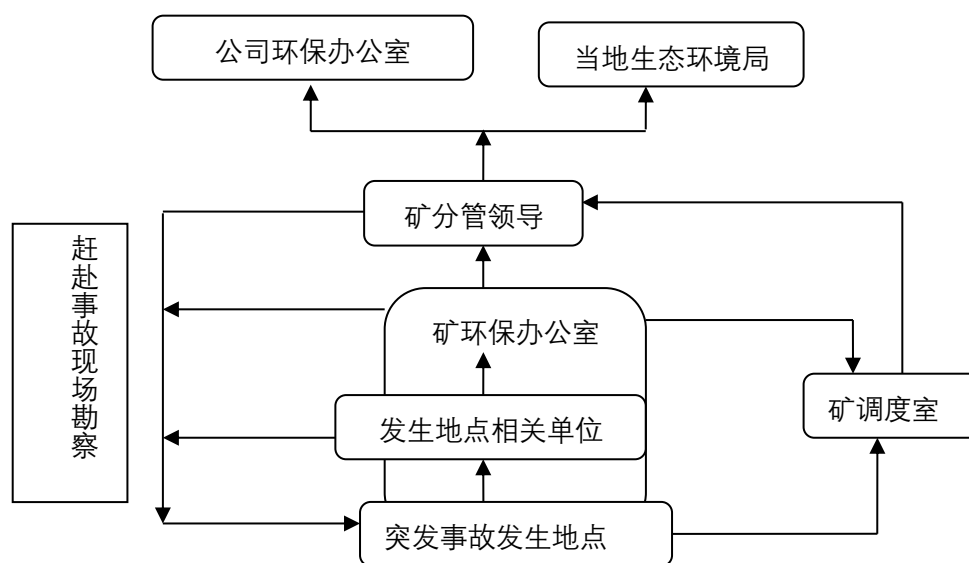 公司环保办公室
当地生态环境局
矿分管领导
赶赴事故现场勘察
矿环保办公室
矿调度室
发生地点相关单位
突发事故发生地点